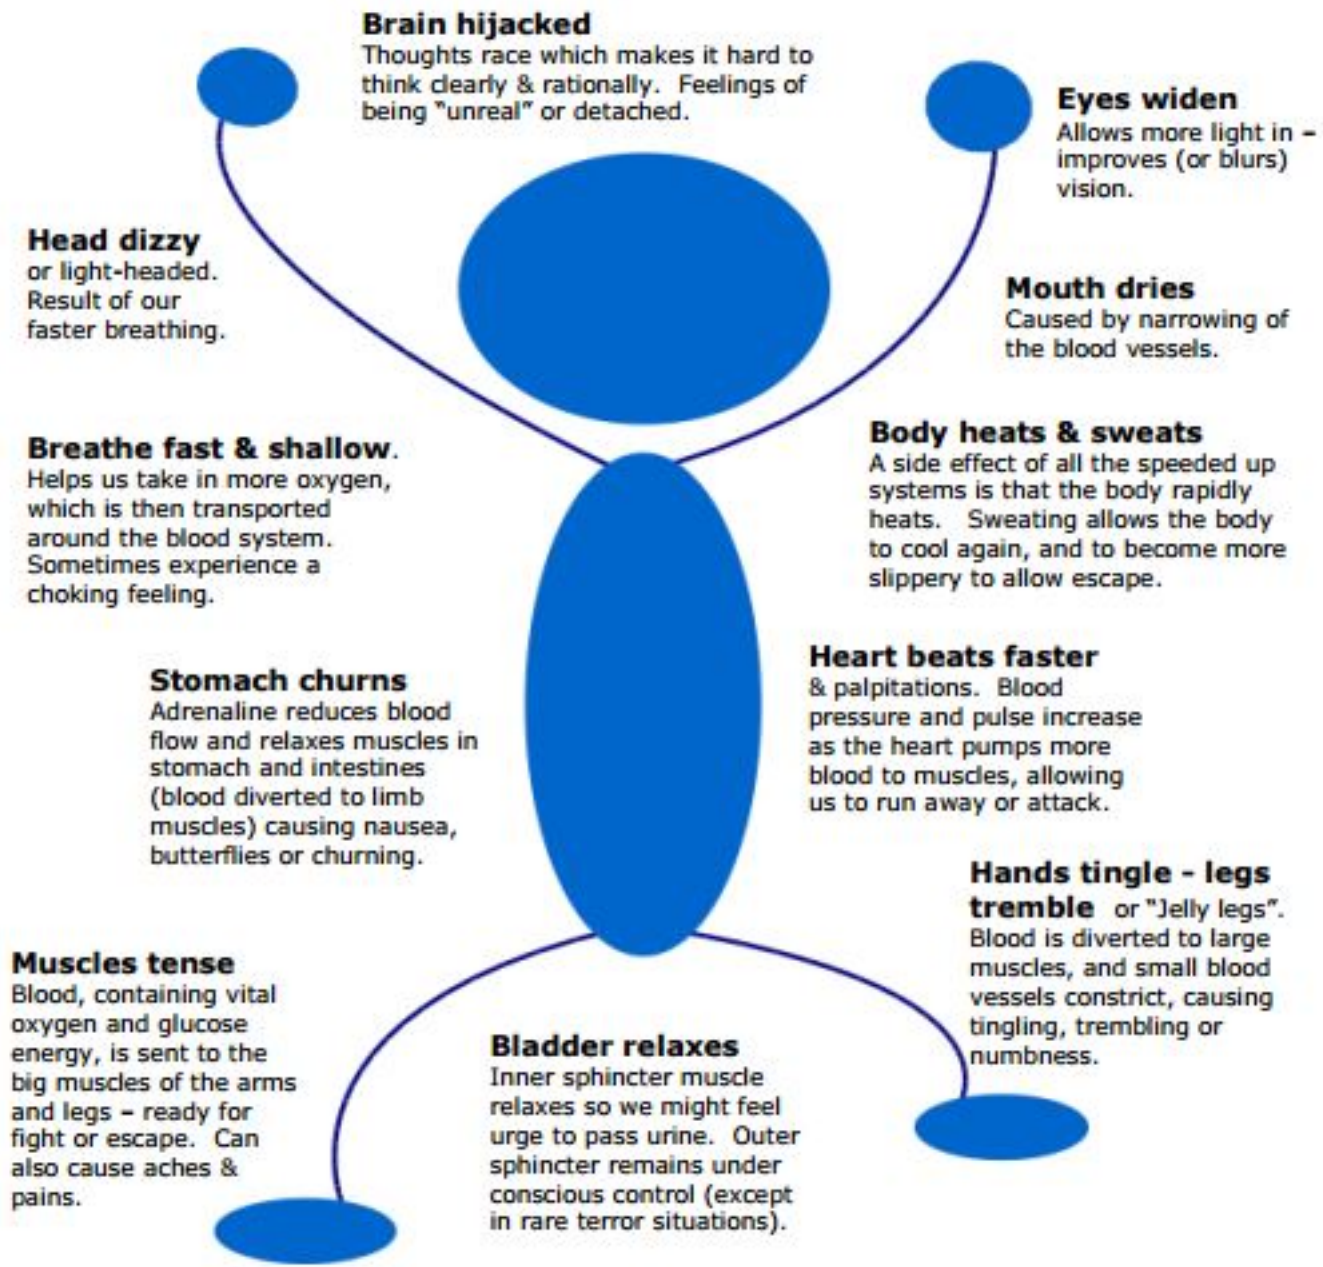 Brain hijacked
Thoughts race which makes it hard to
think clearly & rationally. Feelings of
being “unreal” or detached.
Eyes widen
Allows more light in –
improves (or blurs)
vision.
Head dizzy
or light-headed.
Result of our
faster breathing.
Mouth dries
Caused by narrowing of
the blood vessels.
Breathe fast & shallow.
Helps us take in more oxygen,
which is then transported
around the blood system.
Sometimes experience a
choking feeling.
Body heats & sweats
A side effect of all the speeded up
systems is that the body rapidly
heats. Sweating allows the body
to cool again, and to become more
slippery to allow escape.
Stomach churns
Adrenaline reduces blood
flow and relaxes muscles in
stomach and intestines
(blood diverted to limb
muscles) causing nausea,
butterflies or churning.
Heart beats faster
& palpitations. Blood
pressure and pulse increase
as the heart pumps more
blood to muscles, allowing
us to run away or attack.
Hands tingle - legs
tremble or “Jelly legs”.
Blood is diverted to large
muscles, and small blood
vessels constrict, causing
tingling, trembling or
numbness.
Muscles tense
Blood, containing vital
oxygen and glucose
energy, is sent to the
big muscles of the arms
and legs – ready for
fight or escape. Can
also cause aches &
pains.
Bladder relaxes
Inner sphincter muscle
relaxes so we might feel
urge to pass urine. Outer
sphincter remains under
conscious control (except
in rare terror situations).